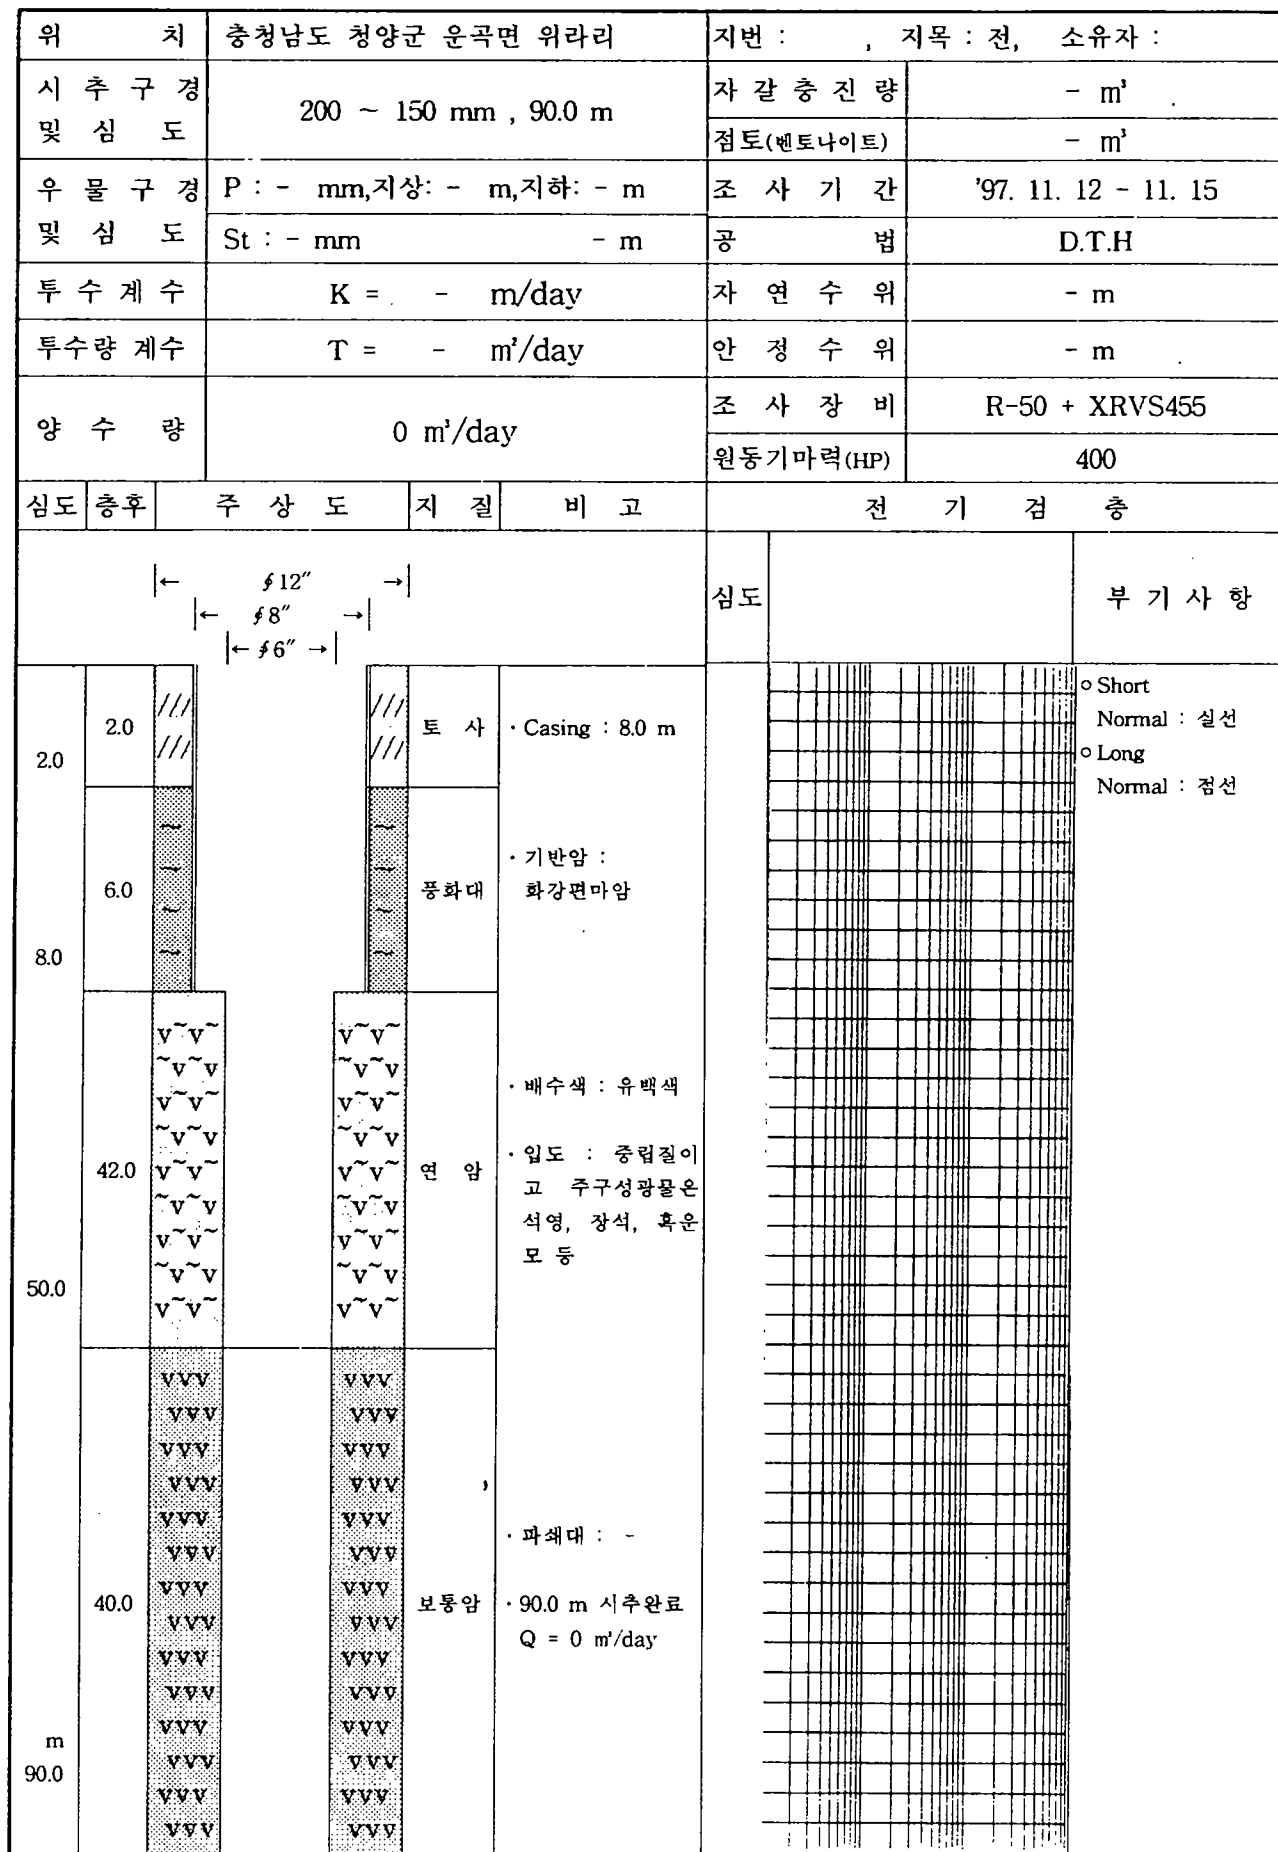 위 치 충청남도 청양군 운곡면 위라리 지번 : , 지목 : 전, 소유자 :
시 추 구 경 및 심 도 200 ~ 150 mm , 90.0 m 자 갈 충 진 량 - m³
점토(벤토나이트) - m³
우 물 구 경 및 심 도 P : - mm,지상: - m,지하: - m 조 사 기 간 '97. 11. 12 - 11. 15
St : - mm - m 공 법 D.T.H
투 수 계 수 K = - m/day 자 연 수 위 - m
투수량 계수 T = - m²/day 안 정 수 위 - m
양 수 량 0 m³/day 조 사 장 비 R-50 + XRVS455
원동기마력(HP) 400
심도 층후 주 상 도 지 질 비 고 전 기 검 층
심도 부 기 사 항
← ∮12″ →
← ∮8″ →
← ∮6″ →
2.0 2.0 토 사 · Casing : 8.0 m
○ Short
Normal : 실선
○ Long
Normal : 점선
8.0 6.0 풍화대 · 기반암 :
화강편마암
50.0 42.0 연 암 · 배수색 : 유백색
· 입도 : 중립질이
고 주구성광물은
석영, 장석, 흑운
모 등
m
90.0 40.0 보통암 · 파쇄대 : -
· 90.0 m 시추완료
Q = 0 m³/day